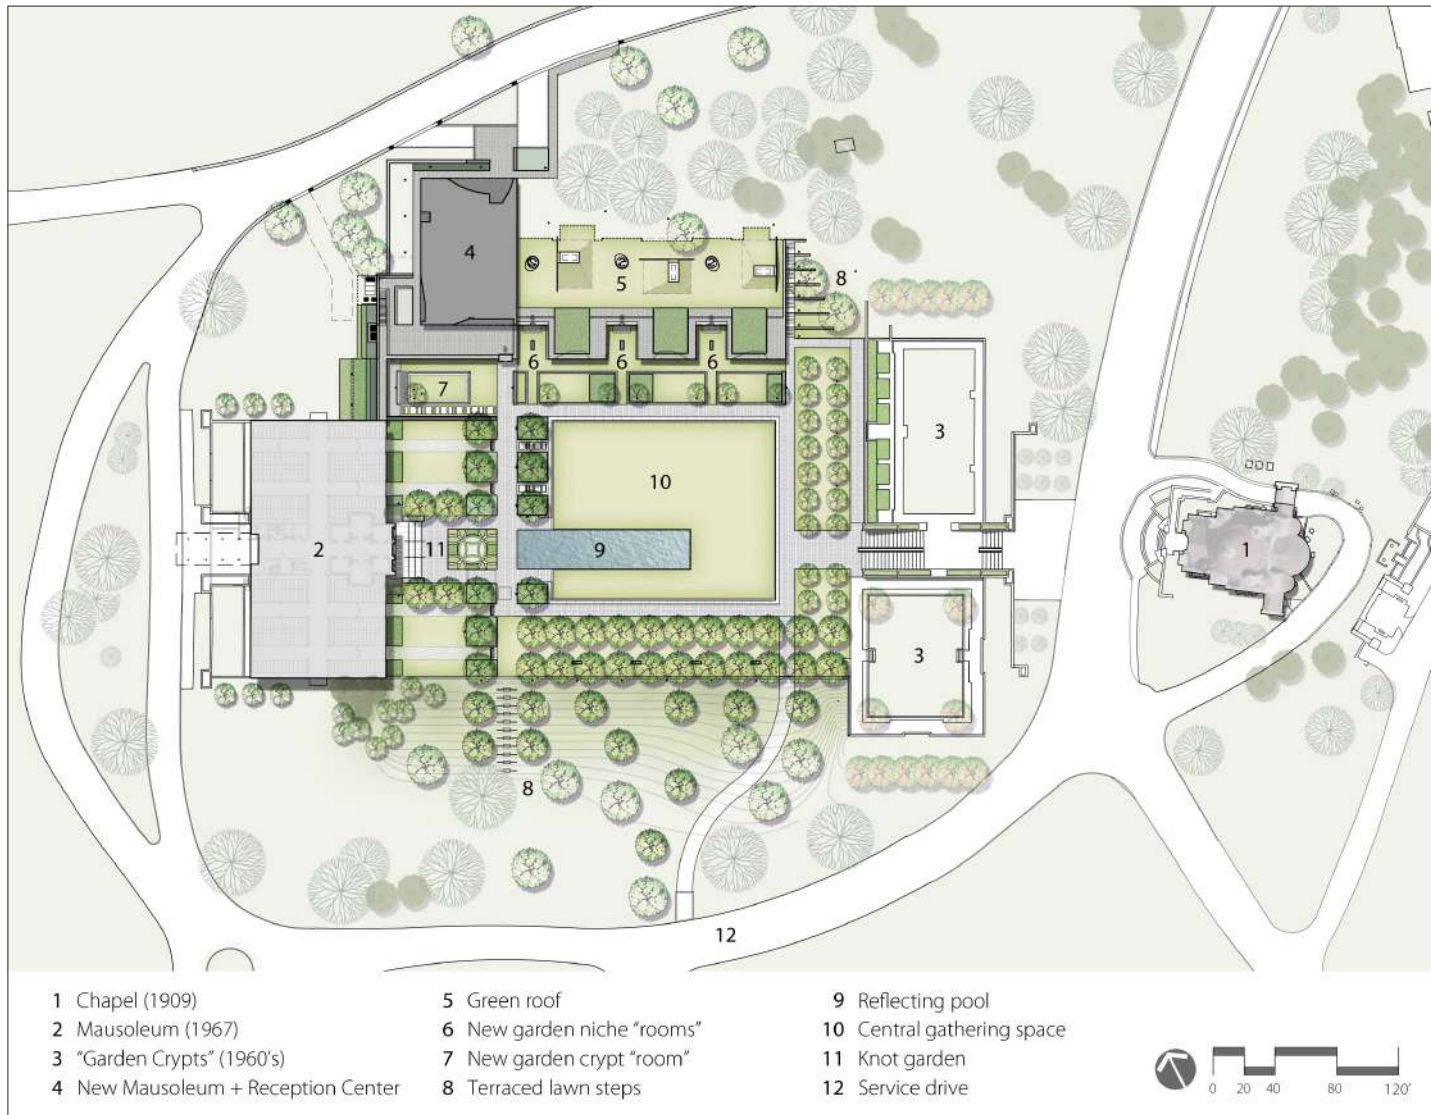 4
5
8
6
6
6
7
3
10
2
11
9
1
3
8
12
1 Chapel (1909)
2 Mausoleum (1967)
3 “Garden Crypts” (1960's)
4 New Mausoleum + Reception Center
5 Green roof
6 New garden niche “rooms”
7 New garden crypt “room”
8 Terraced lawn steps
9 Reflecting pool
10 Central gathering space
11 Knot garden
12 Service drive
0 20 40 80 120'